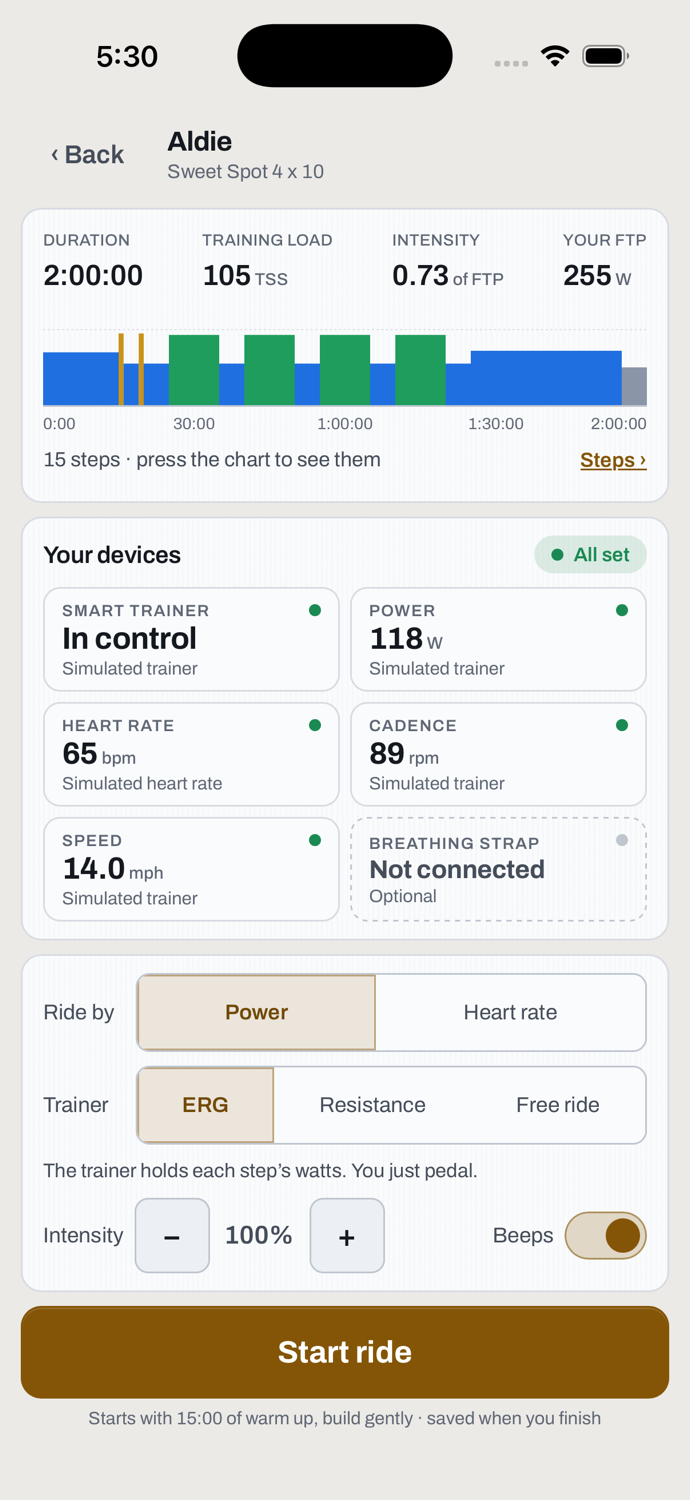 5:30
‹ Back
Aldie
Sweet Spot 4 x 10
DURATION TRAINING LOAD INTENSITY YOUR FTP
2:00:00 105 TSS 0.73 of FTP 255 W
0:00 30:00 1:00:00 1:30:00 2:00:00
15 steps · press the chart to see them Steps ›
Your devices All set
SMART TRAINER
In control
Simulated trainer
POWER
118 W
Simulated trainer
HEART RATE
65 bpm
Simulated heart rate
CADENCE
89 rpm
Simulated trainer
SPEED
14.0 mph
Simulated trainer
BREATHING STRAP
Not connected
Optional
Ride by Power Heart rate
Trainer ERG Resistance Free ride
The trainer holds each step’s watts. You just pedal.
Intensity − 100% + Beeps
Start ride
Starts with 15:00 of warm up, build gently · saved when you finish